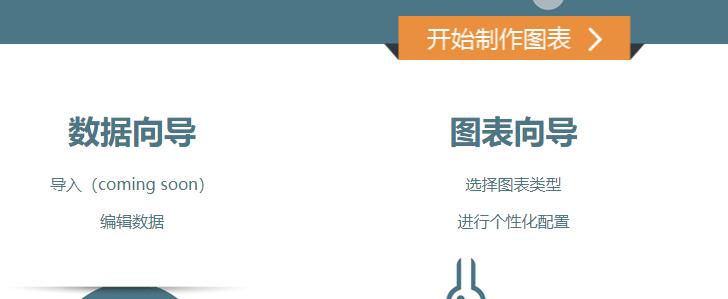 开始制作图表
数据向导
导入（coming soon）
编辑数据
图表向导
选择图表类型
进行个性化配置